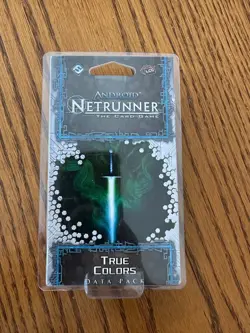 ANDROID
NETRUNNER
THE CARD GAME
TRUE
COLORS
DATA PACK